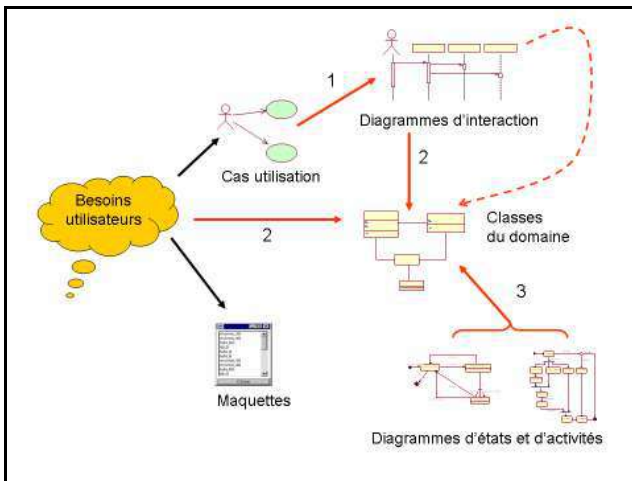 1
Diagrammes d'interaction
Cas utilisation
2
Besoins
utilisateurs
2
Classes
du domaine
3
Maquettes
Diagrammes d'états et d'activités